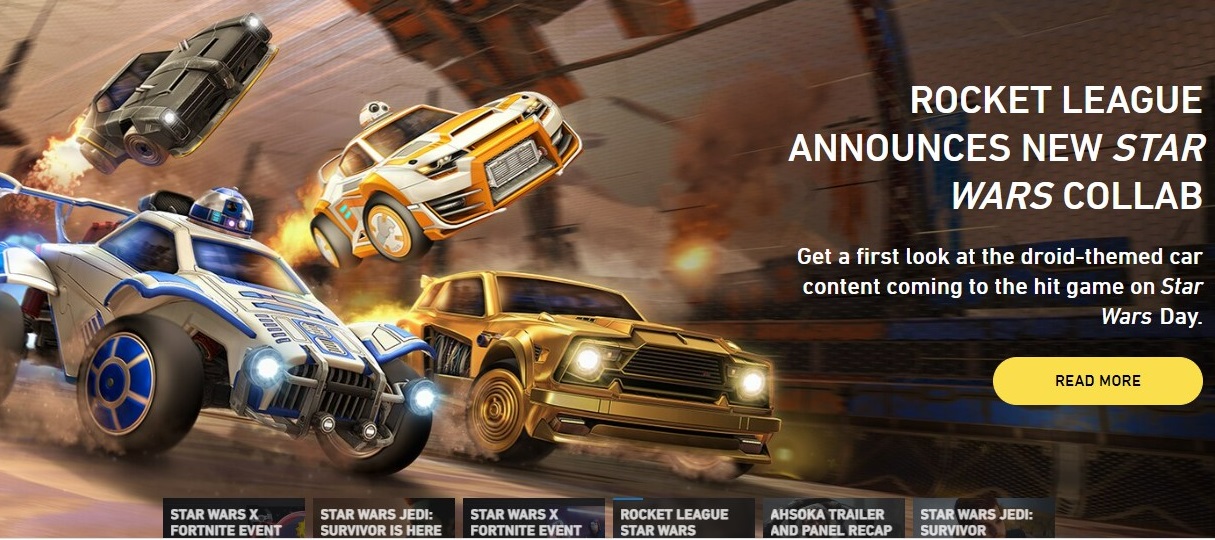 ROCKET LEAGUE
ANNOUNCES NEW STAR
WARS COLLAB
Get a first look at the droid-themed car
content coming to the hit game on Star
Wars Day.
READ MORE
STAR WARS X
FORTNITE EVENT
STAR WARS JEDI:
SURVIVOR IS HERE
STAR WARS X
FORTNITE EVENT
ROCKET LEAGUE
STAR WARS
AHSOKA TRAILER
AND PANEL RECAP
STAR WARS JEDI:
SURVIVOR